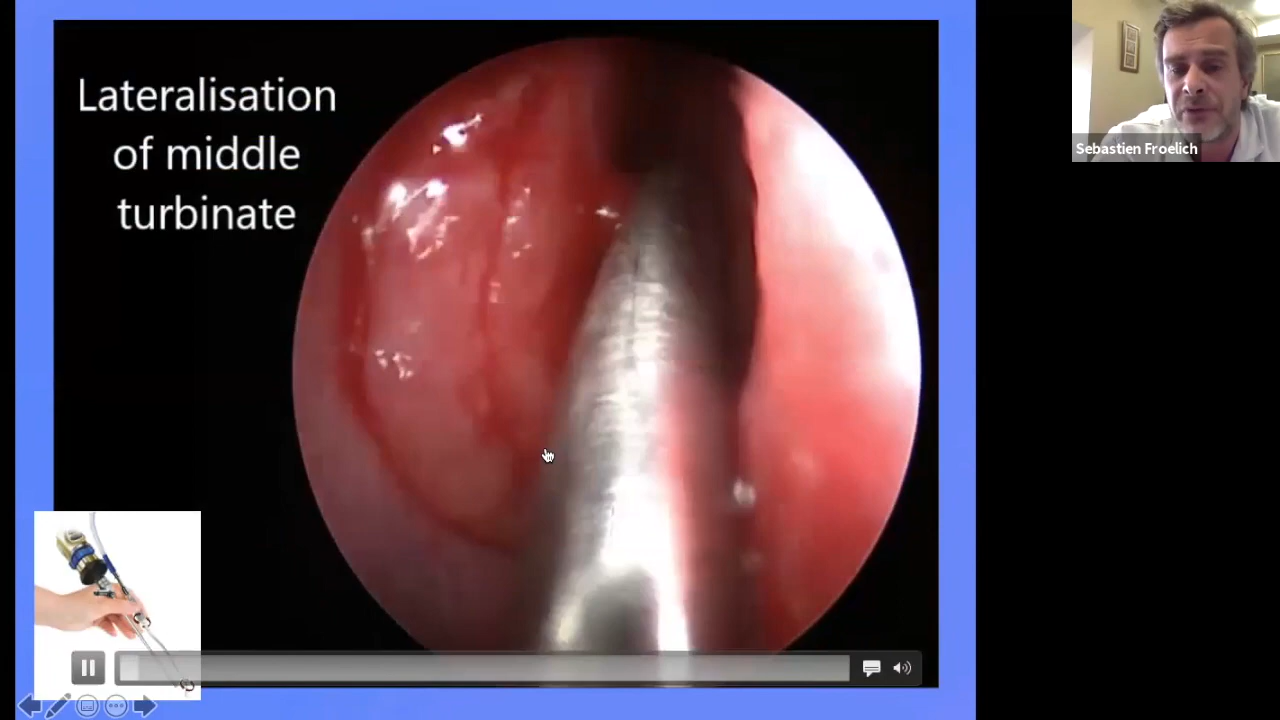 Lateralisation
of middle
turbinate
Sebastien Froelich